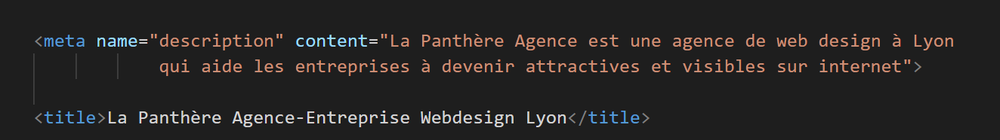 <meta name="description" content="La Panthère Agence est une agence de web design à Lyon
qui aide les entreprises à devenir attractives et visibles sur internet">
<title>La Panthère Agence-Entreprise Webdesign Lyon</title>